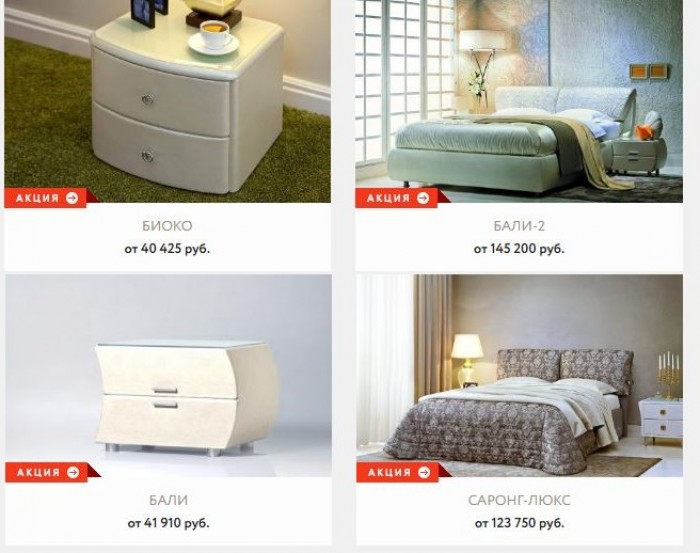 АКЦИЯ
БИОКО
от 40 425 руб.
АКЦИЯ
БАЛИ-2
от 145 200 руб.
АКЦИЯ
БАЛИ
от 41 910 руб.
АКЦИЯ
САРОНГ-ЛЮКС
от 123 750 руб.